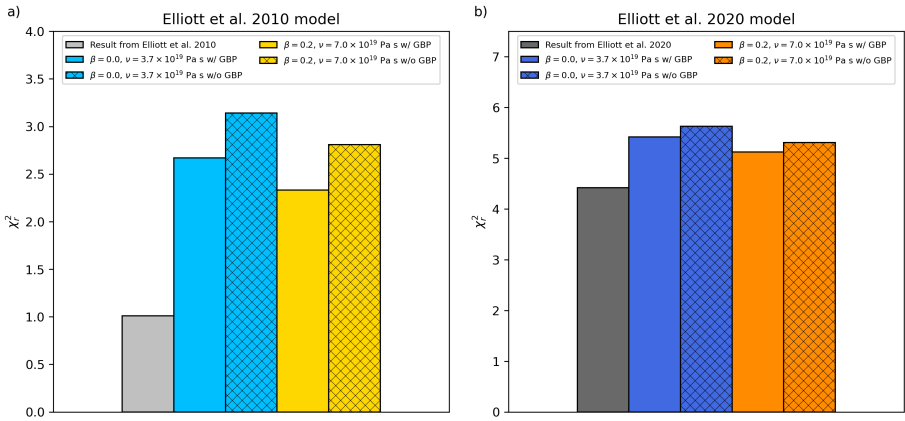 a)
Elliott et al. 2010 model
Result from Elliott et al. 2010
β = 0.0, ν = 3.7 × 10¹⁹ Pa s w/ GBP
β = 0.0, ν = 3.7 × 10¹⁹ Pa s w/o GBP
β = 0.2, ν = 7.0 × 10¹⁹ Pa s w/ GBP
β = 0.2, ν = 7.0 × 10¹⁹ Pa s w/o GBP
4.0
3.5
3.0
2.5
2.0
1.5
1.0
0.5
0.0
χ²ᵣ
b)
Elliott et al. 2020 model
Result from Elliott et al. 2020
β = 0.0, ν = 3.7 × 10¹⁹ Pa s w/ GBP
β = 0.0, ν = 3.7 × 10¹⁹ Pa s w/o GBP
β = 0.2, ν = 7.0 × 10¹⁹ Pa s w/ GBP
β = 0.2, ν = 7.0 × 10¹⁹ Pa s w/o GBP
7
6
5
4
3
2
1
0
χ²ᵣ